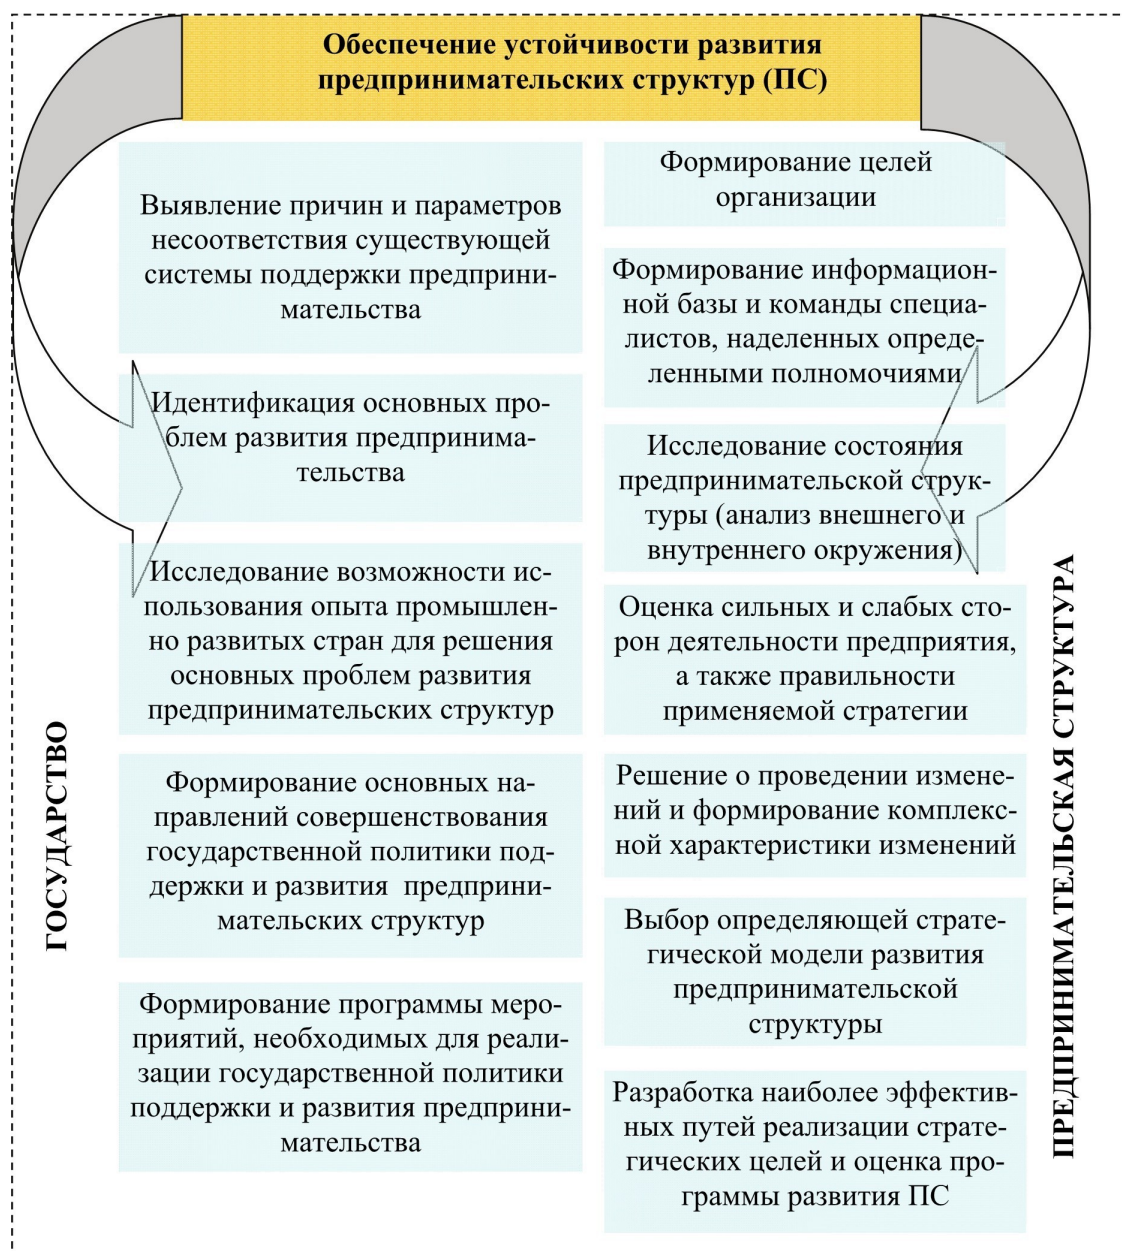 Обеспечение устойчивости развития
предпринимательских структур (ПС)
Выявление причин и параметров
несоответствия существующей
системы поддержки предприни-
мательства
Идентификация основных про-
блем развития предпринима-
тельства
Исследование возможности ис-
пользования опыта промышлен-
но развитых стран для решения
основных проблем развития
предпринимательских структур
Формирование основных на-
правлений совершенствования
государственной политики под-
держки и развития предприни-
мательских структур
Формирование программы меро-
приятий, необходимых для реали-
зации государственной политики
поддержки и развития предприни-
мательства
ГОСУДАРСТВО
Формирование целей
организации
Формирование информацион-
ной базы и команды специа-
листов, наделенных опреде-
ленными полномочиями
Исследование состояния
предпринимательской струк-
туры (анализ внешнего и
внутреннего окружения)
Оценка сильных и слабых сто-
рон деятельности предприятия,
а также правильности
применяемой стратегии
Решение о проведении измене-
ний и формирование комплекс-
ной характеристики изменений
Выбор определяющей страте-
гической модели развития
предпринимательской
структуры
Разработка наиболее эффектив-
ных путей реализации страте-
гических целей и оценка про-
граммы развития ПС
ПРЕДПРИНИМАТЕЛЬСКАЯ СТРУКТУРА